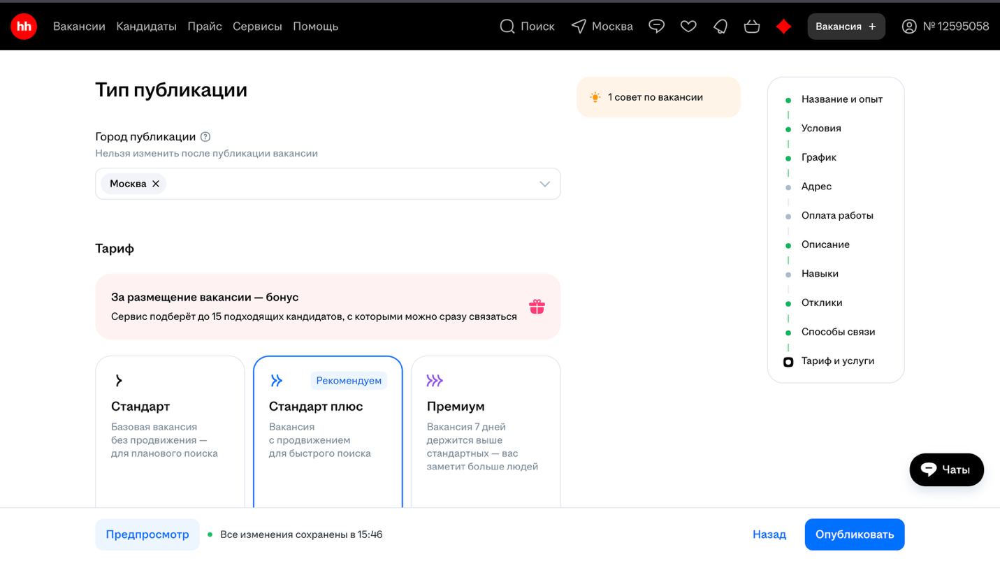 hh Вакансии Кандидаты Прайс Сервисы Помощь Поиск Москва Вакансия + № 12595058
Тип публикации
1 совет по вакансии
Город публикации ?
Нельзя изменить после публикации вакансии
Москва
Тариф
За размещение вакансии — бонус
Сервис подберёт до 15 подходящих кандидатов, с которыми можно сразу связаться
Стандарт
Базовая вакансия
без продвижения —
для планового поиска
Рекомендуем
Стандарт плюс
Вакансия
с продвижением
для быстрого поиска
Премиум
Вакансия 7 дней
держится выше
стандартных — вас
заметит больше людей
Название и опыт
Условия
График
Адрес
Оплата работы
Описание
Навыки
Отклики
Способы связи
Тариф и услуги
Чаты
Предпросмотр Все изменения сохранены в 15:46 Назад Опубликовать